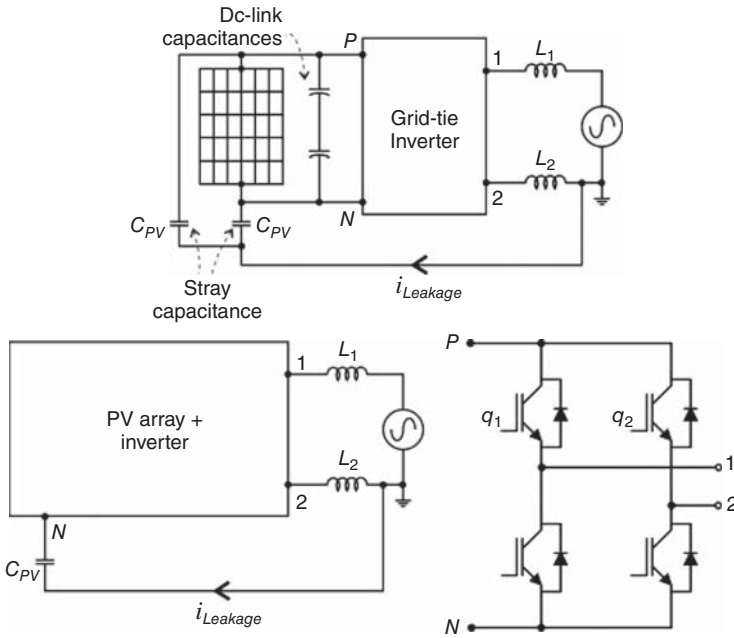 Dc-link
capacitances
P
1
L1
Grid-tie
Inverter
L2
2
N
CPV
CPV
Stray
capacitance
iLeakage
1
L1
PV array +
inverter
L2
2
N
CPV
iLeakage
P
q1
q2
1
2
N